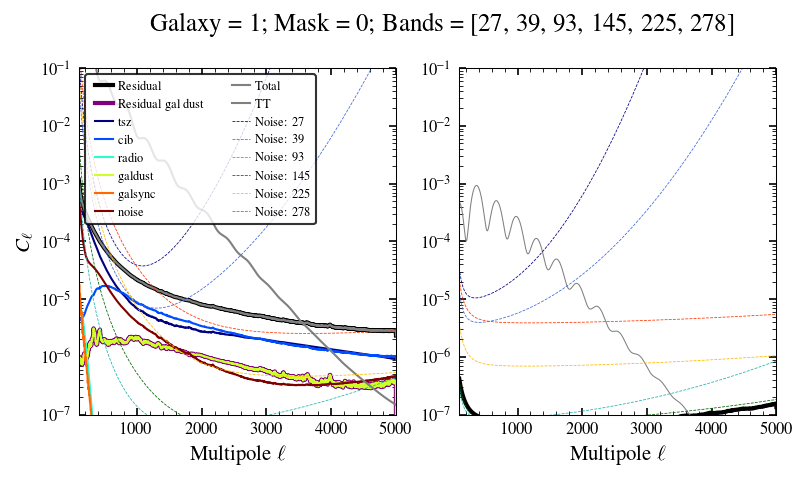 Galaxy = 1; Mask = 0; Bands = [27, 39, 93, 145, 225, 278]
10⁻¹
10⁻²
10⁻³
10⁻⁴
10⁻⁵
10⁻⁶
10⁻⁷
C_ℓ
Residual
Residual gal dust
tsz
cib
radio
galdust
galsync
noise
Total
TT
Noise: 27
Noise: 39
Noise: 93
Noise: 145
Noise: 225
Noise: 278
1000 2000 3000 4000 5000
Multipole ℓ
10⁻¹
10⁻²
10⁻³
10⁻⁴
10⁻⁵
10⁻⁶
10⁻⁷
1000 2000 3000 4000 5000
Multipole ℓ